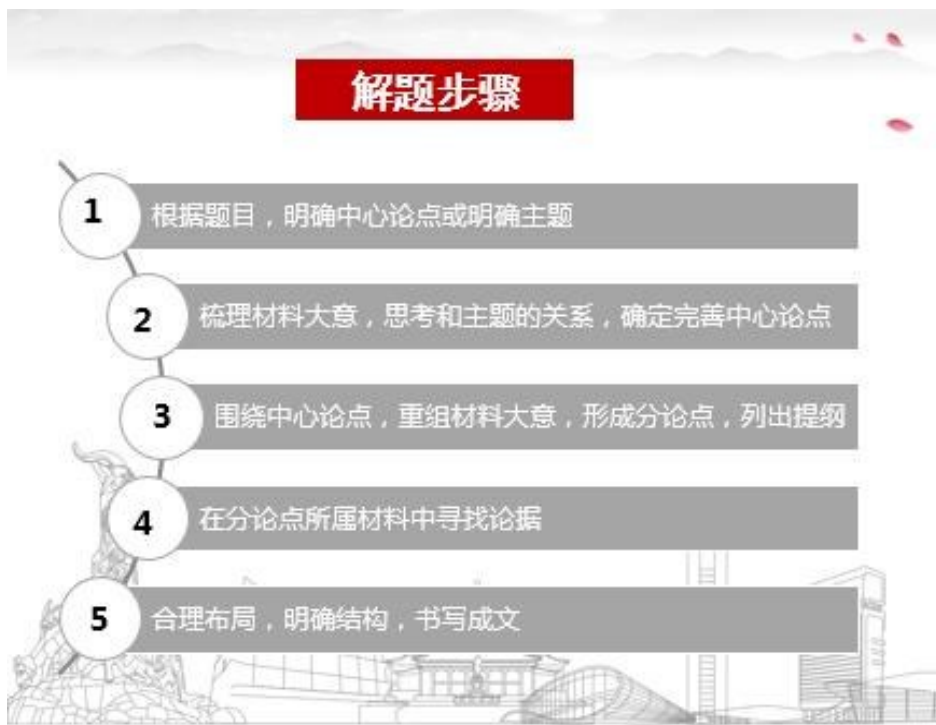 解题步骤
1
根据题目，明确中心论点或明确主题
2
梳理材料大意，思考和主题的关系，确定完善中心论点
3
围绕中心论点，重组材料大意，形成分论点，列出提纲
4
在分论点所属材料中寻找论据
5
合理布局，明确结构，书写成文